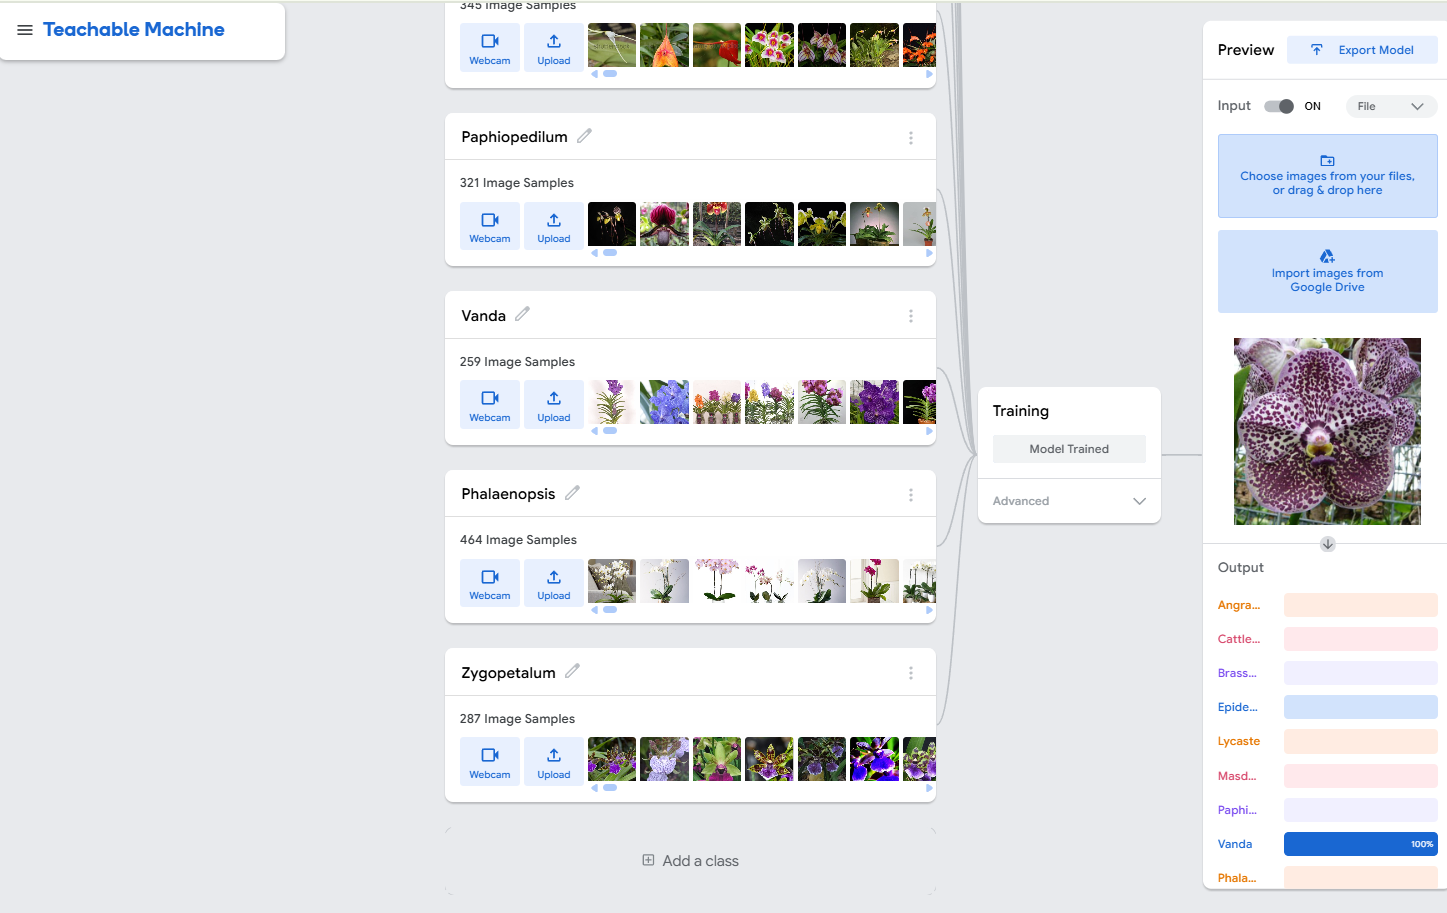 Teachable Machine
345 Image Samples
Webcam
Upload
Paphiopedilum
321 Image Samples
Webcam
Upload
Vanda
259 Image Samples
Webcam
Upload
Phalaenopsis
464 Image Samples
Webcam
Upload
Zygopetalum
287 Image Samples
Webcam
Upload
Add a class
Training
Model Trained
Advanced
Preview
Export Model
Input
ON
File
Choose images from your files,
or drag & drop here
Import images from
Google Drive
Output
Angra...
Cattle...
Brass...
Epide...
Lycaste
Masd...
Paphi...
Vanda
100%
Phala...